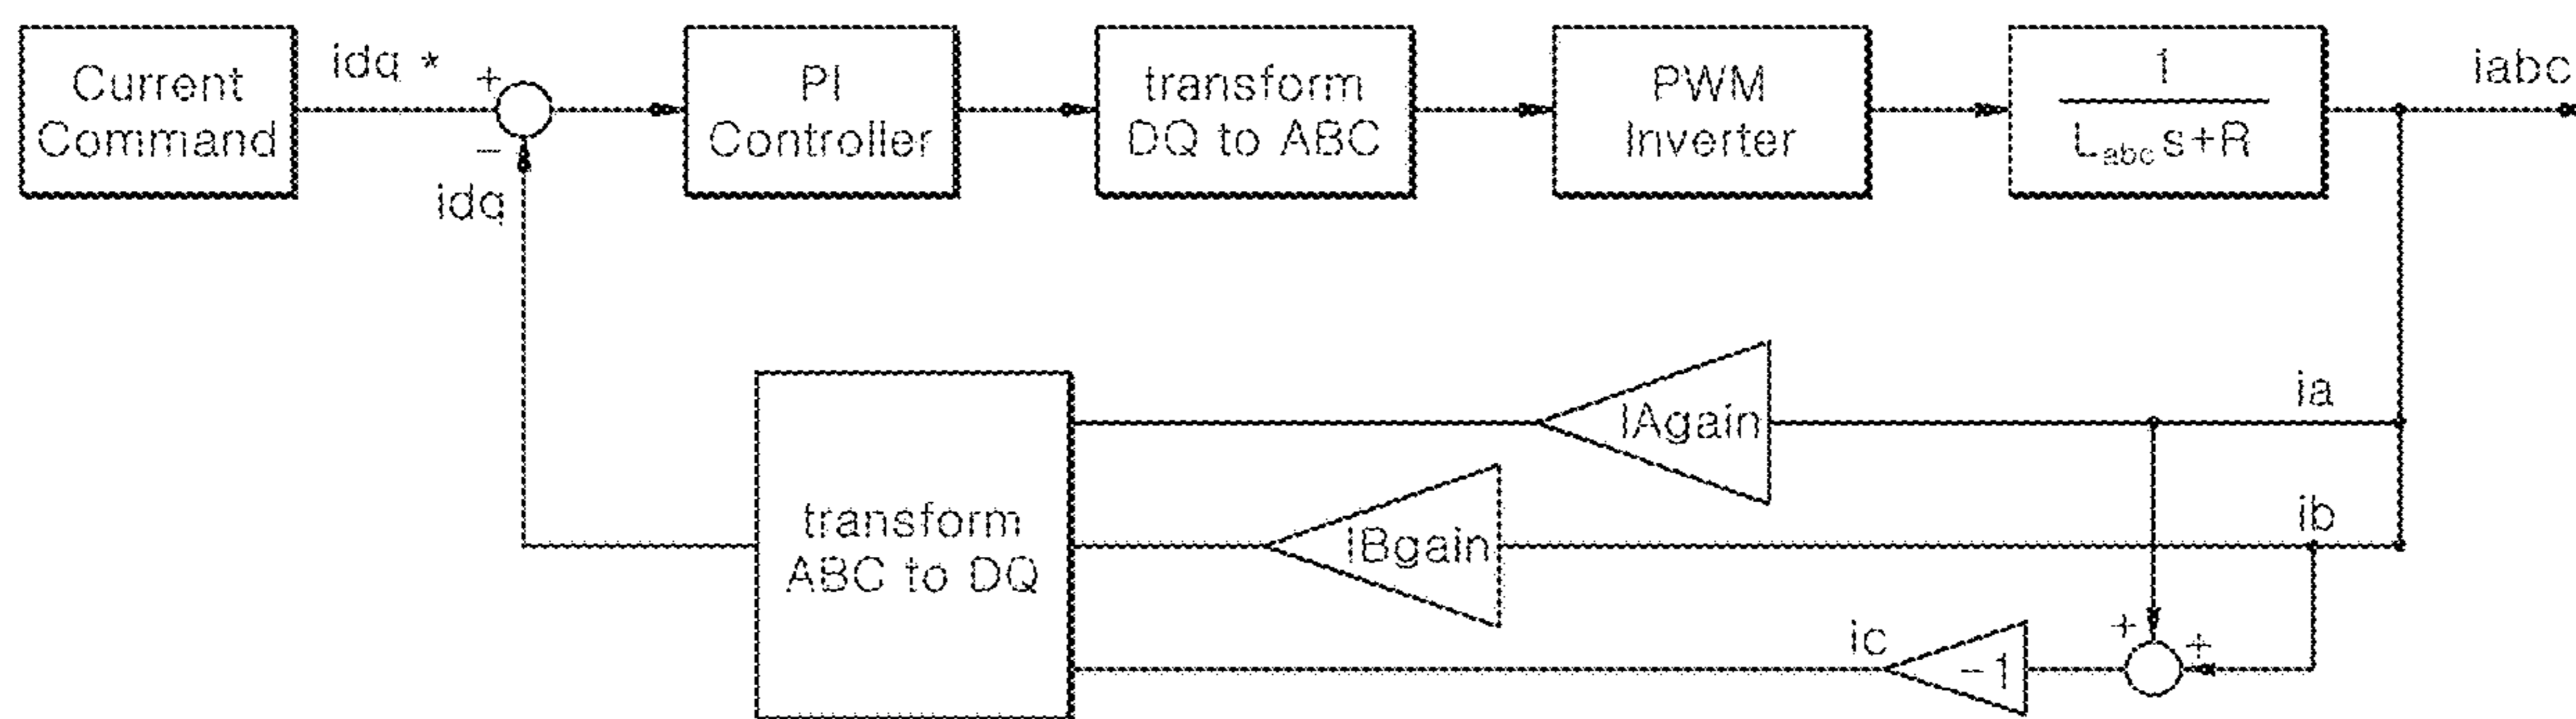 Current
Command
idq *
+
−
idq
PI
Controller
transform
DQ to ABC
PWM
Inverter
1
Labc s+R
iabc
IAgain
ia
transform
ABC to DQ
IBgain
ib
ic
−1
+
+